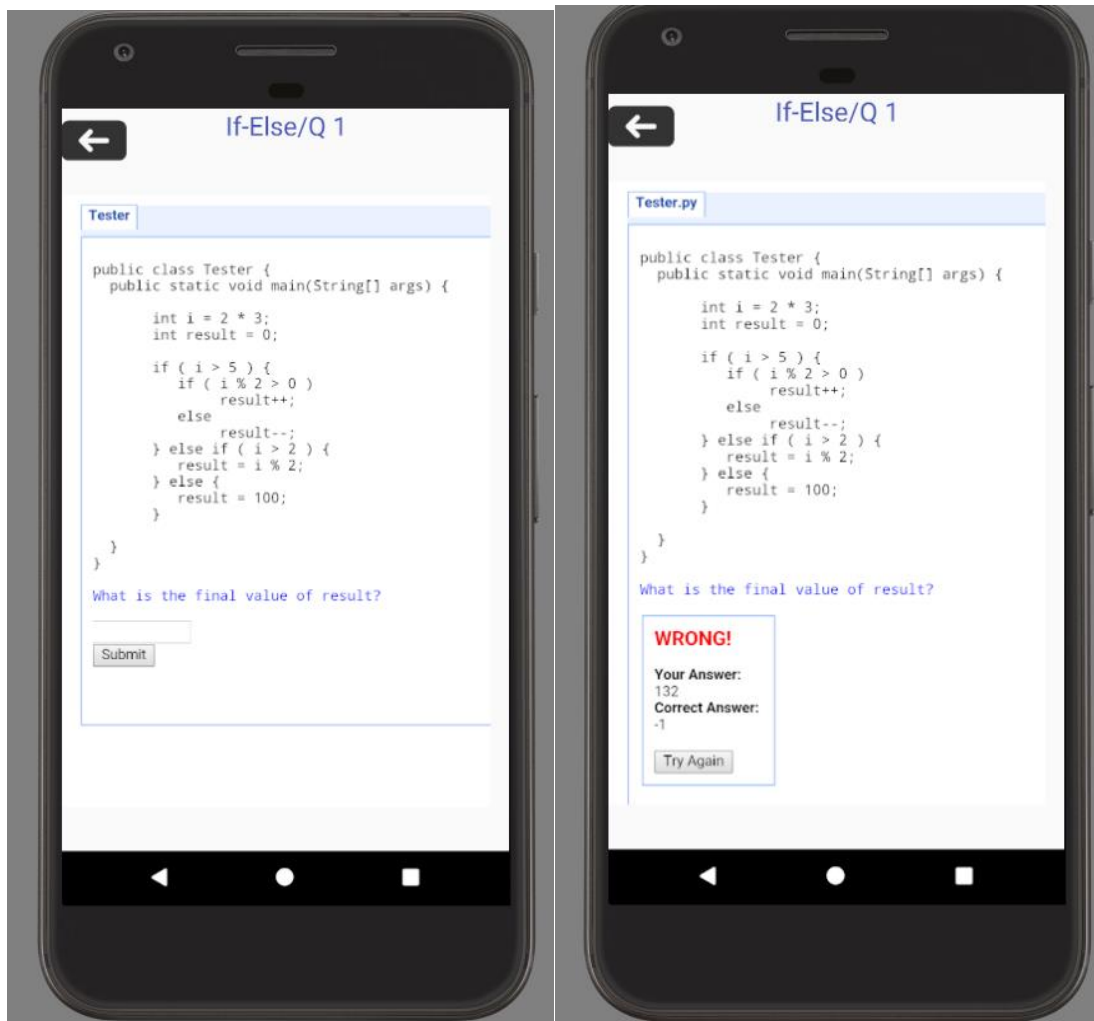 If-Else/Q 1
Tester
public class Tester {
public static void main(String[] args) {
int i = 2 * 3;
int result = 0;
if ( i > 5 ) {
if ( i % 2 > 0 )
result++;
else
result--;
} else if ( i > 2 ) {
result = i % 2;
} else {
result = 100;
}
}
}
What is the final value of result?
Submit
If-Else/Q 1
Tester.py
public class Tester {
public static void main(String[] args) {
int i = 2 * 3;
int result = 0;
if ( i > 5 ) {
if ( i % 2 > 0 )
result++;
else
result--;
} else if ( i > 2 ) {
result = i % 2;
} else {
result = 100;
}
}
}
What is the final value of result?
WRONG!
Your Answer:
132
Correct Answer:
-1
Try Again